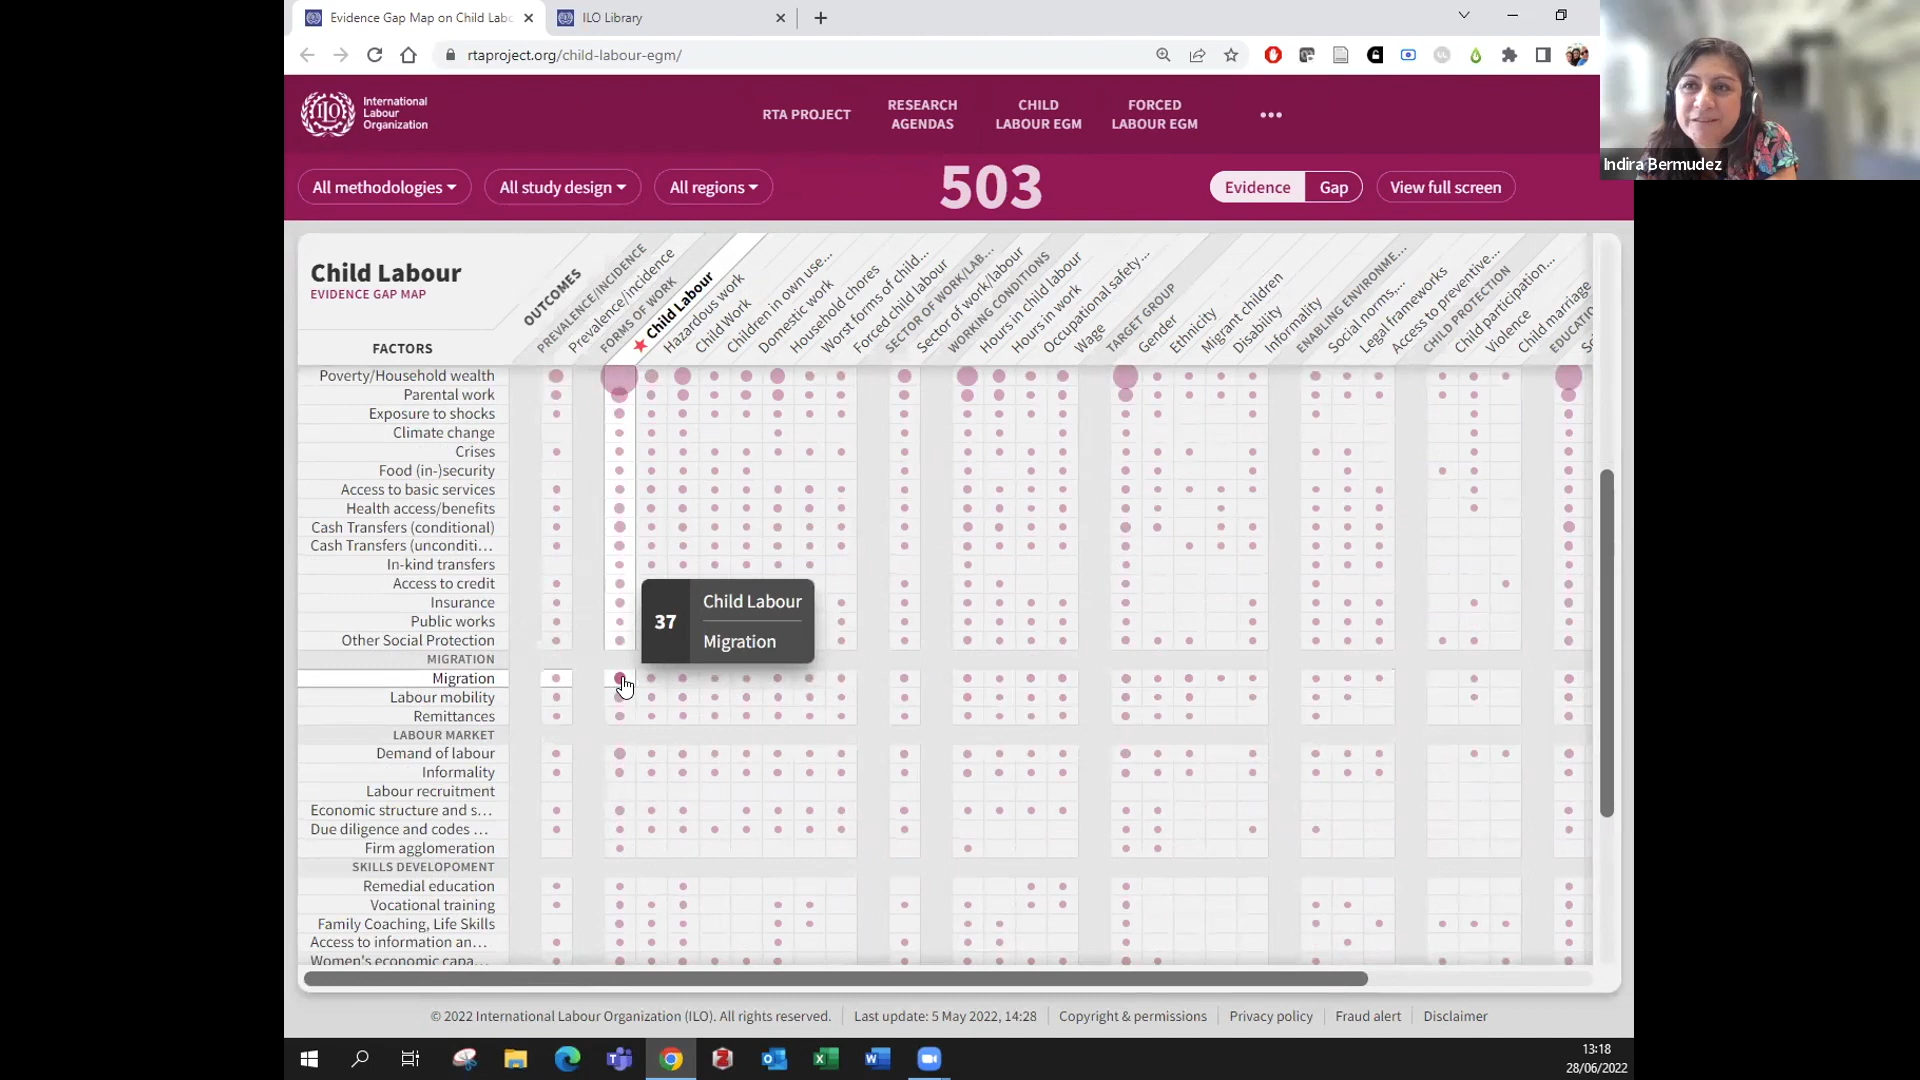 Evidence Gap Map on Child Labo
ILO Library
rtaproject.org/child-labour-egm/
International
Labour
Organization
RTA PROJECT
RESEARCH
AGENDAS
CHILD
LABOUR EGM
FORCED
LABOUR EGM
Indira Bermudez
All methodologies
All study design
All regions
503
Evidence
Gap
View full screen
Child Labour
EVIDENCE GAP MAP
FACTORS
OUTCOMES
PREVALENCE/INCIDENCE
Prevalence/incidence
FORMS OF WORK
Child Labour
Hazardous work
Child Work
Children in own use...
Domestic work
Household chores
Worst forms of child...
Forced child labour
SECTOR OF WORK/LAB...
Sector of work/labour
WORKING CONDITIONS
Hours in child labour
Hours in work
Occupational safety...
Wage
TARGET GROUP
Gender
Ethnicity
Migrant children
Disability
Informality
ENABLING ENVIRONME...
Social norms,...
Legal frameworks
Access to preventive...
CHILD PROTECTION
Child participation...
Violence
Child marriage
EDUCATIO
Poverty/Household wealth
Parental work
Exposure to shocks
Climate change
Crises
Food (in-)security
Access to basic services
Health access/benefits
Cash Transfers (conditional)
Cash Transfers (unconditi...
In-kind transfers
Access to credit
Insurance
Public works
Other Social Protection
MIGRATION
Migration
Labour mobility
Remittances
LABOUR MARKET
Demand of labour
Informality
Labour recruitment
Economic structure and s...
Due diligence and codes ...
Firm agglomeration
SKILLS DEVELOPOMENT
Remedial education
Vocational training
Family Coaching, Life Skills
Access to information an...
Women's economic capa...
37
Child Labour
Migration
© 2022 International Labour Organization (ILO). All rights reserved.
Last update: 5 May 2022, 14:28
Copyright & permissions
Privacy policy
Fraud alert
Disclaimer
13:18
28/06/2022